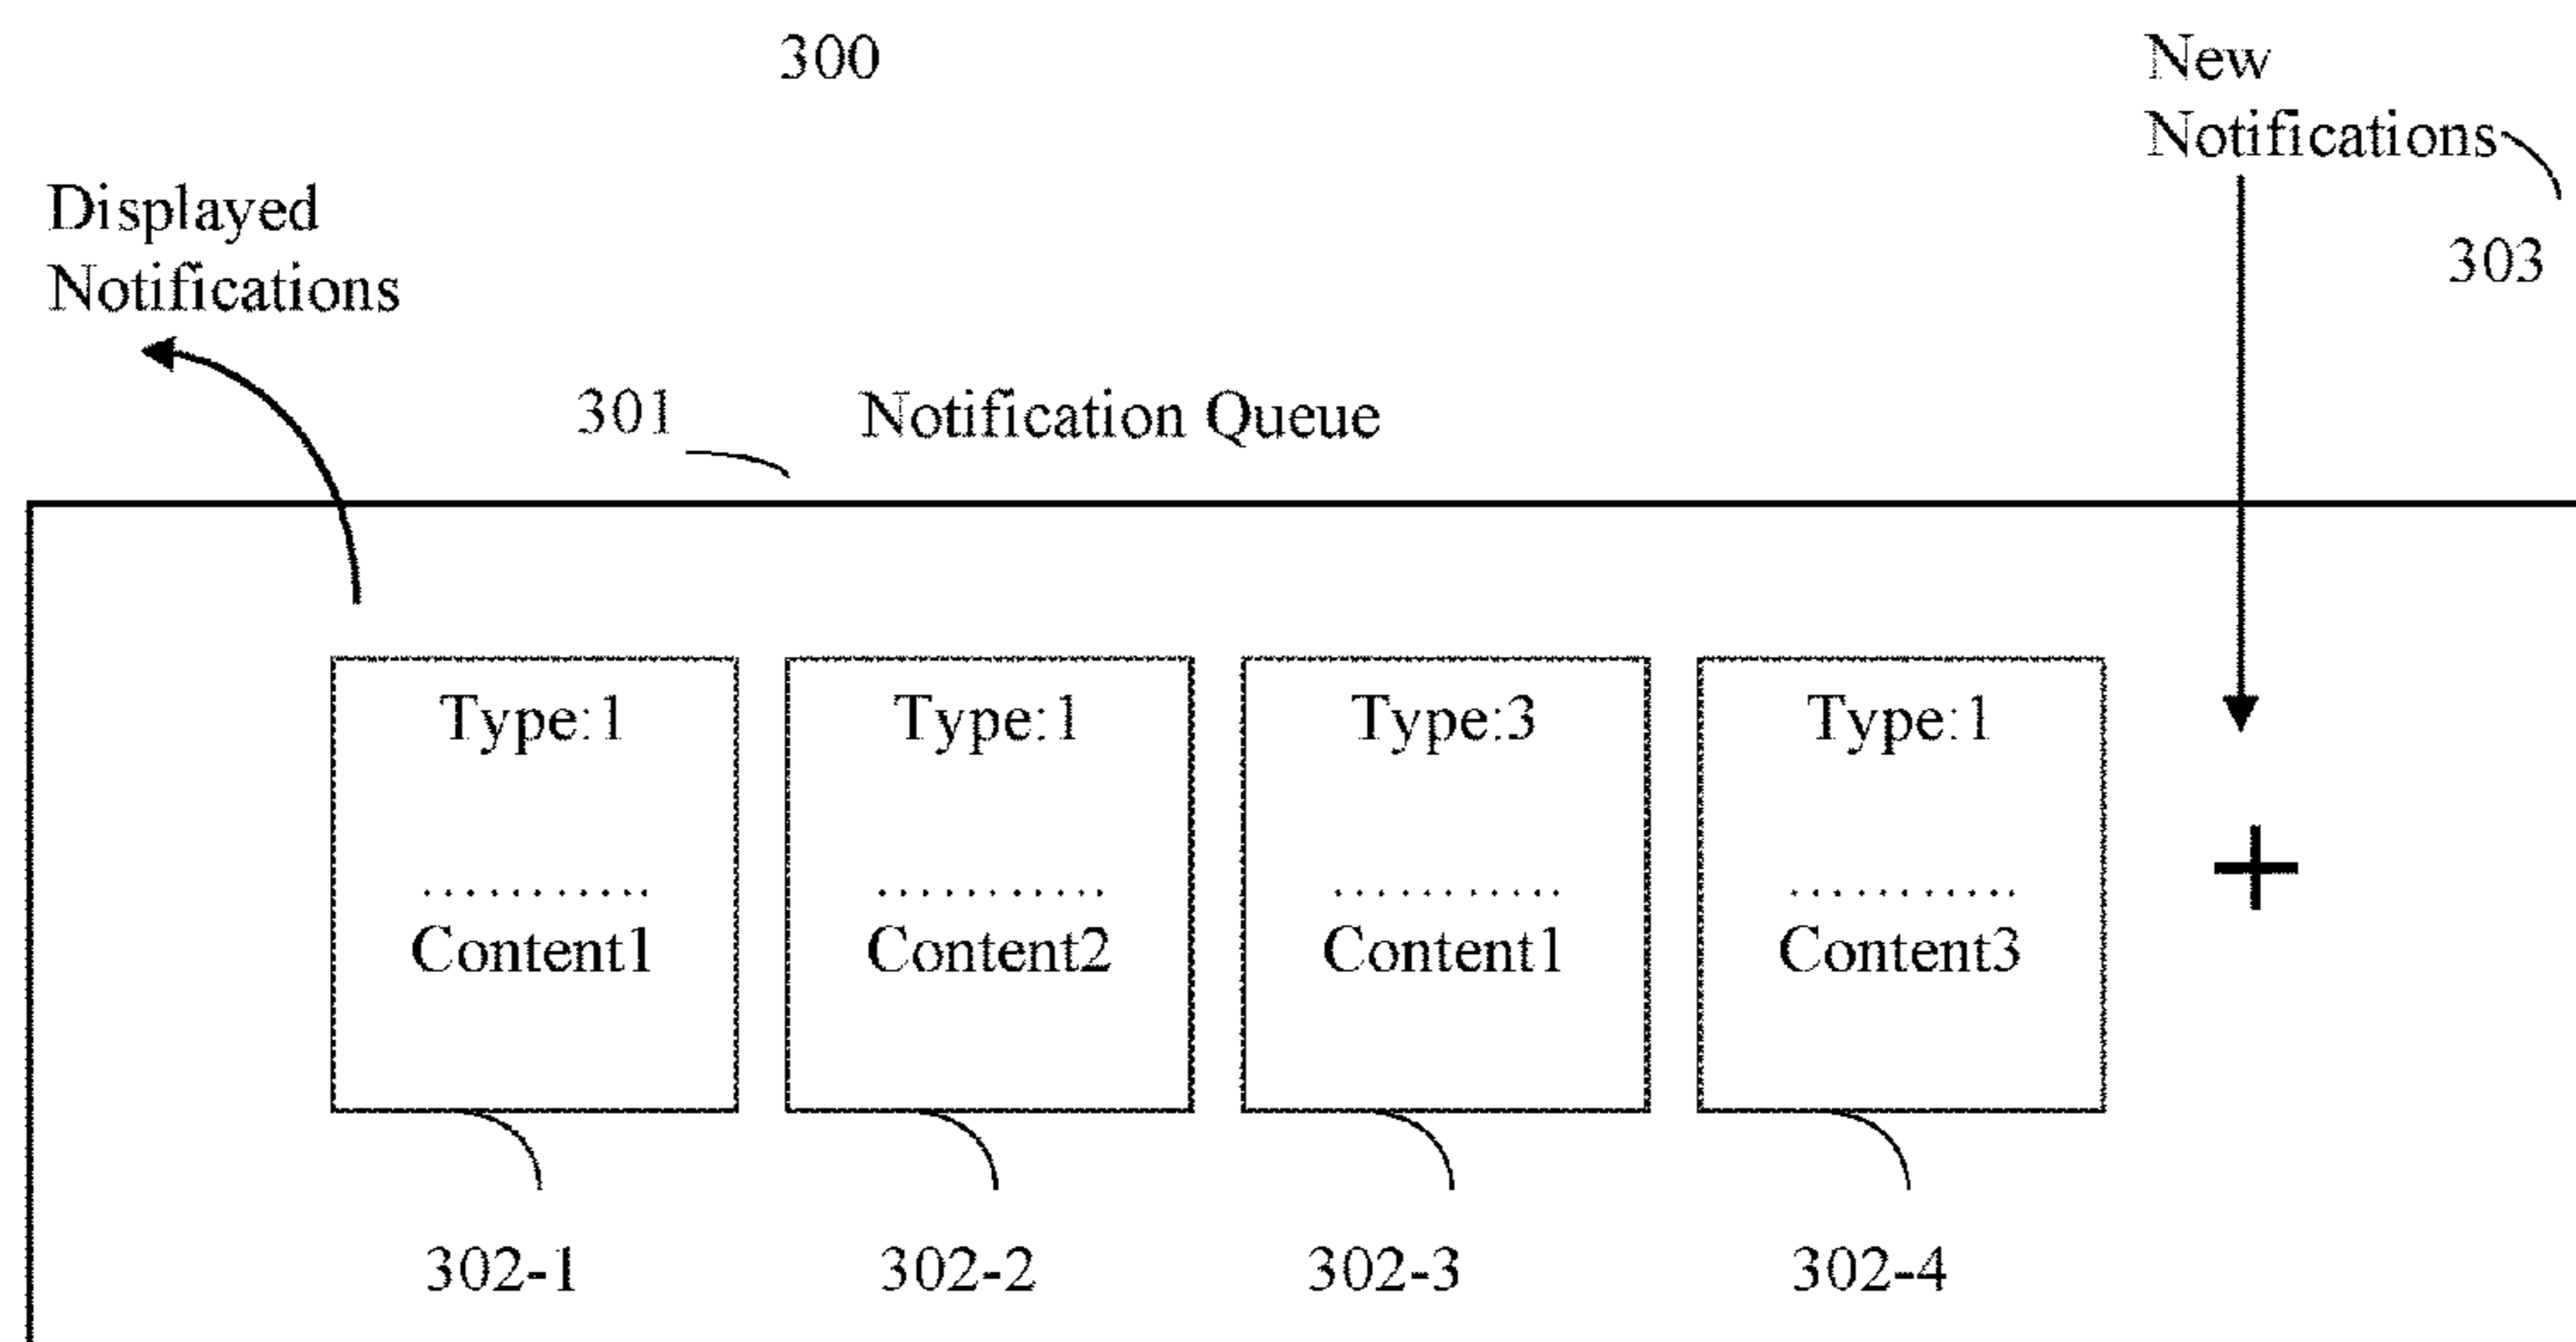 300
New
Notifications
303
Displayed
Notifications
301
Notification Queue
Type:1
..........
Content1
Type:1
..........
Content2
Type:3
..........
Content1
Type:1
..........
Content3
+
302-1
302-2
302-3
302-4